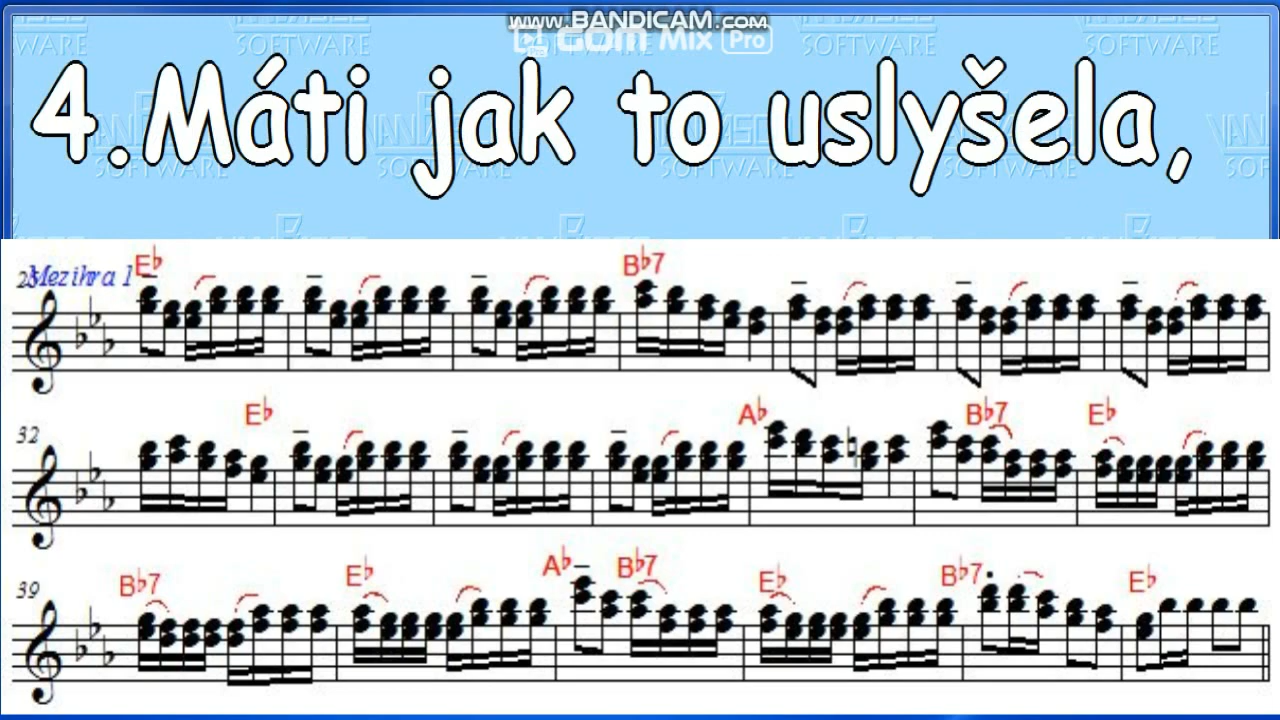 WWW.BANDICAM.COM
GOM Mix Pro
4.Máti jak to uslyšela,
Mezihra 1 E♭ B♭7
32 E♭ A♭ B♭7 E♭
39 B♭7 E♭ A♭ B♭7 E♭ B♭7 E♭